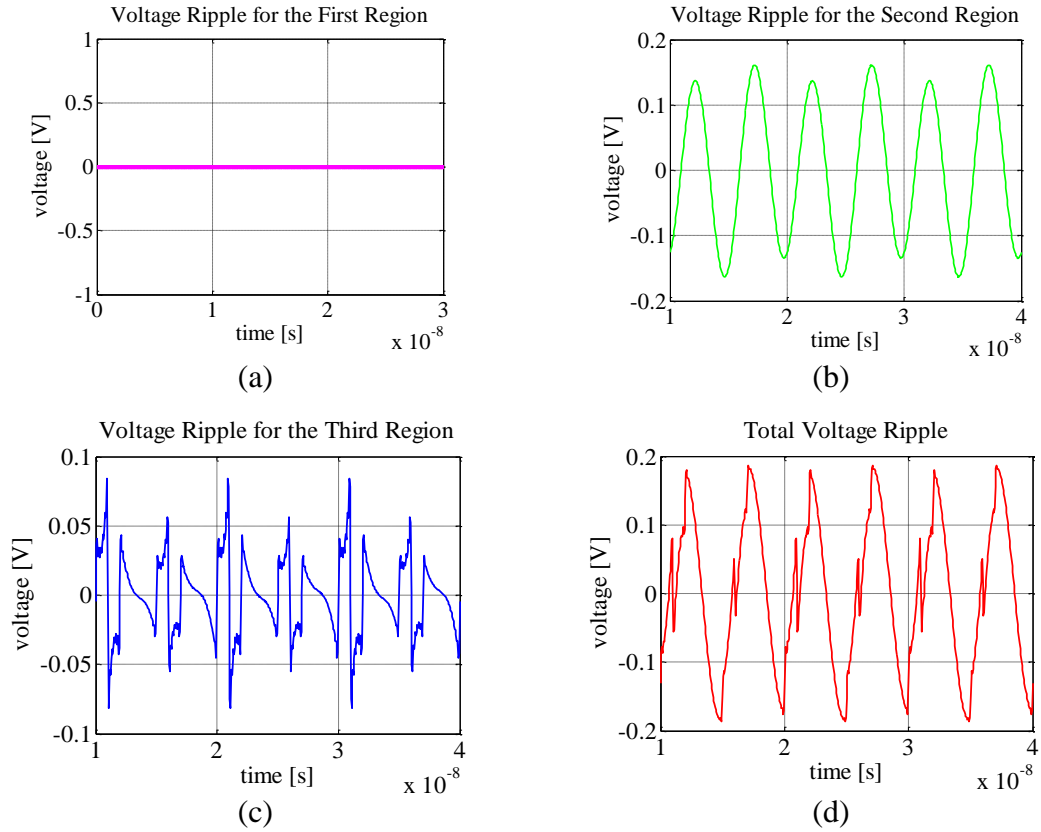 Voltage Ripple for the First Region
1
0.5
0
-0.5
-1
voltage [V]
0 1 2 3
time [s]
x 10-8
(a)
Voltage Ripple for the Second Region
0.2
0.1
0
-0.1
-0.2
voltage [V]
1 2 3 4
time [s]
x 10-8
(b)
Voltage Ripple for the Third Region
0.1
0.05
0
-0.05
-0.1
voltage [V]
1 2 3 4
time [s]
x 10-8
(c)
Total Voltage Ripple
0.2
0.1
0
-0.1
-0.2
voltage [V]
1 2 3 4
time [s]
x 10-8
(d)